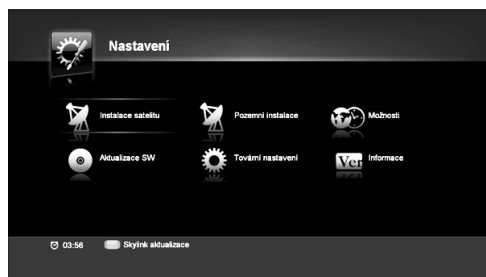 Nastavení
Instalace satelitu
Pozemní instalace
Možnosti
Aktualizace SW
Tovární nastavení
Ver
Informace
03:56
Skylink aktualizace